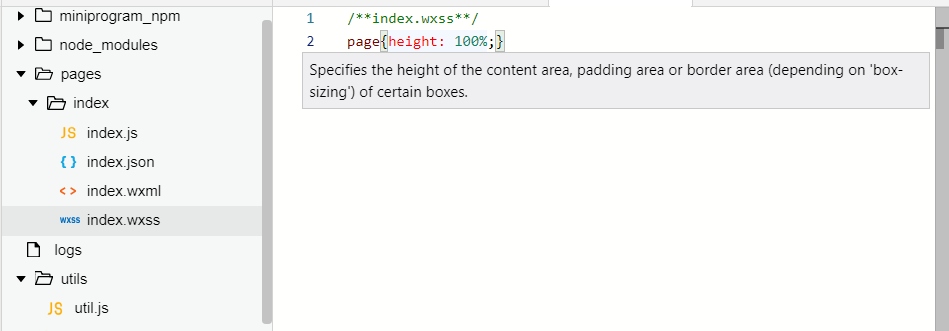 miniprogram_npm
node_modules
pages
index
JS index.js
{ } index.json
< > index.wxml
wxss index.wxss
logs
utils
JS util.js
1 /**index.wxss**/
2 page{height: 100%;}
Specifies the height of the content area, padding area or border area (depending on 'box-
sizing') of certain boxes.